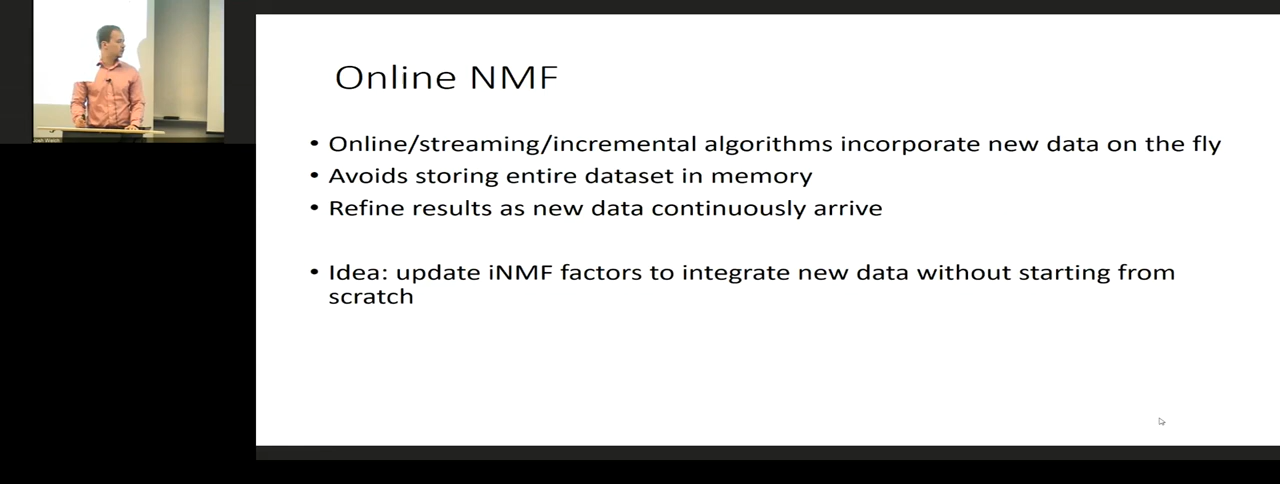 Online NMF
• Online/streaming/incremental algorithms incorporate new data on the fly
• Avoids storing entire dataset in memory
• Refine results as new data continuously arrive
• Idea: update iNMF factors to integrate new data without starting from
scratch